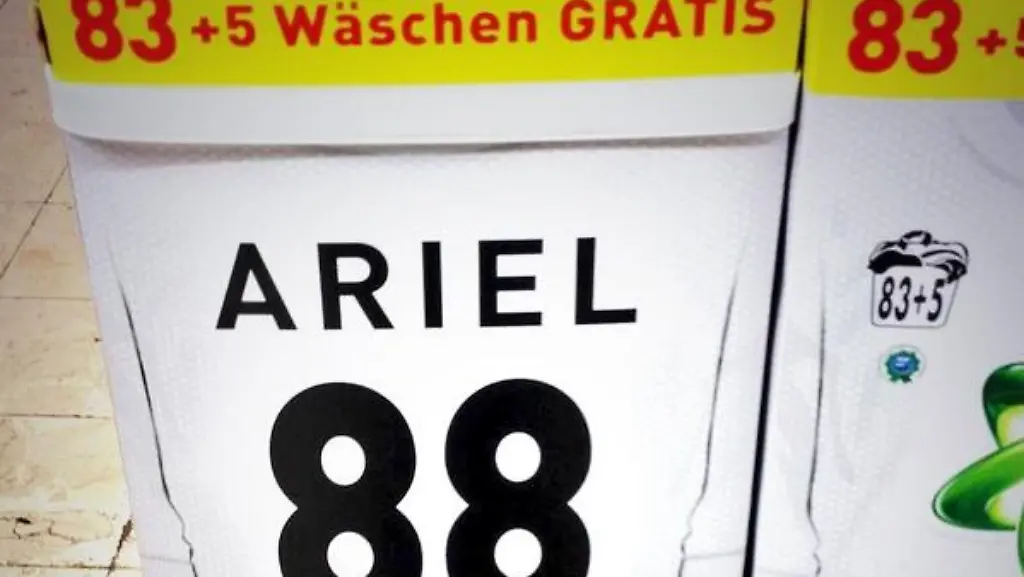 83 +5 Wäschen GRATIS
83 +5
ARIEL
88
83+5